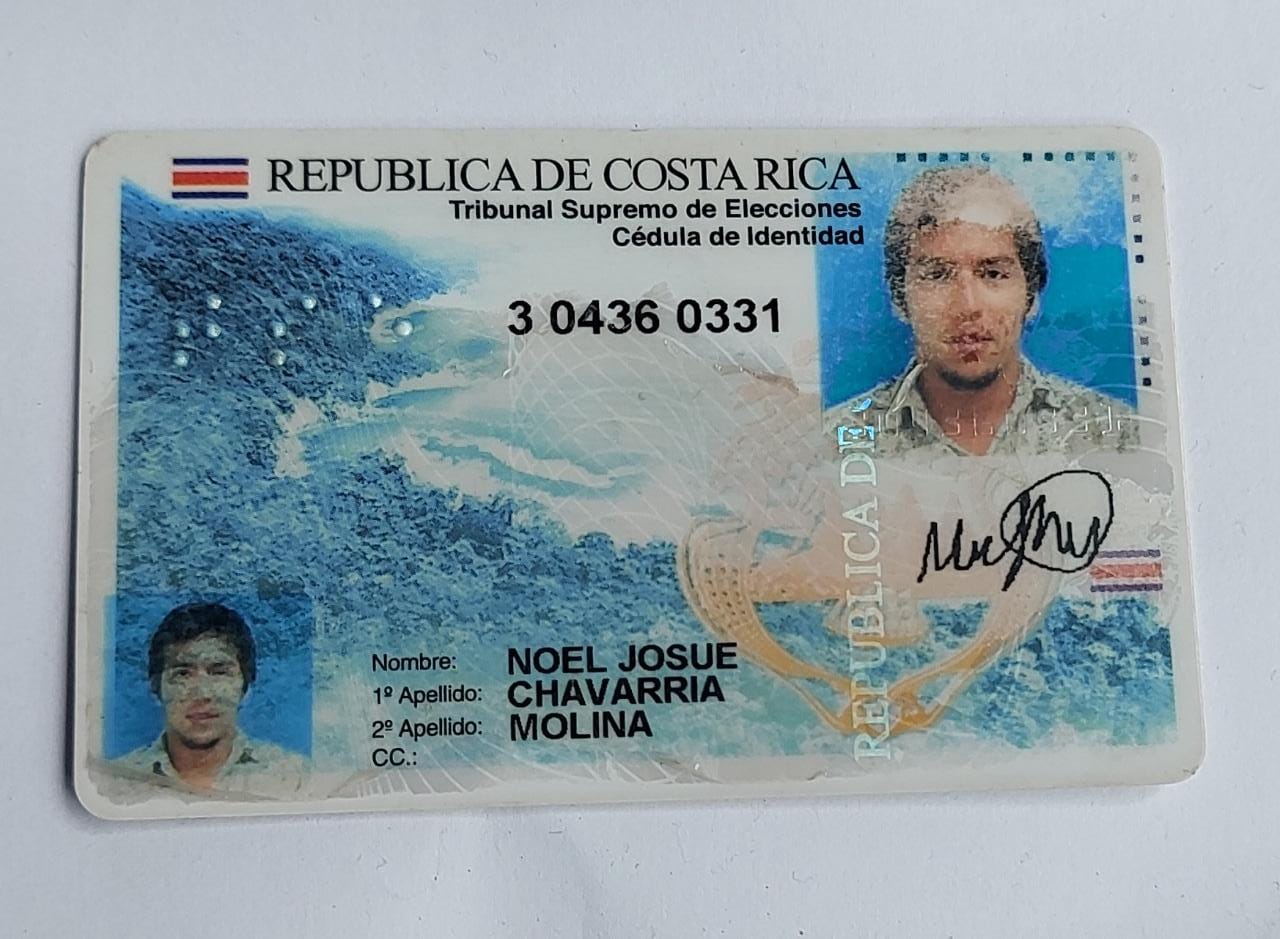 REPUBLICA DE COSTA RICA
Tribunal Supremo de Elecciones
Cédula de Identidad
3 0436 0331
REPUBLICA DE
Nombre: NOEL JOSUE
1º Apellido: CHAVARRIA
2º Apellido: MOLINA
CC.: